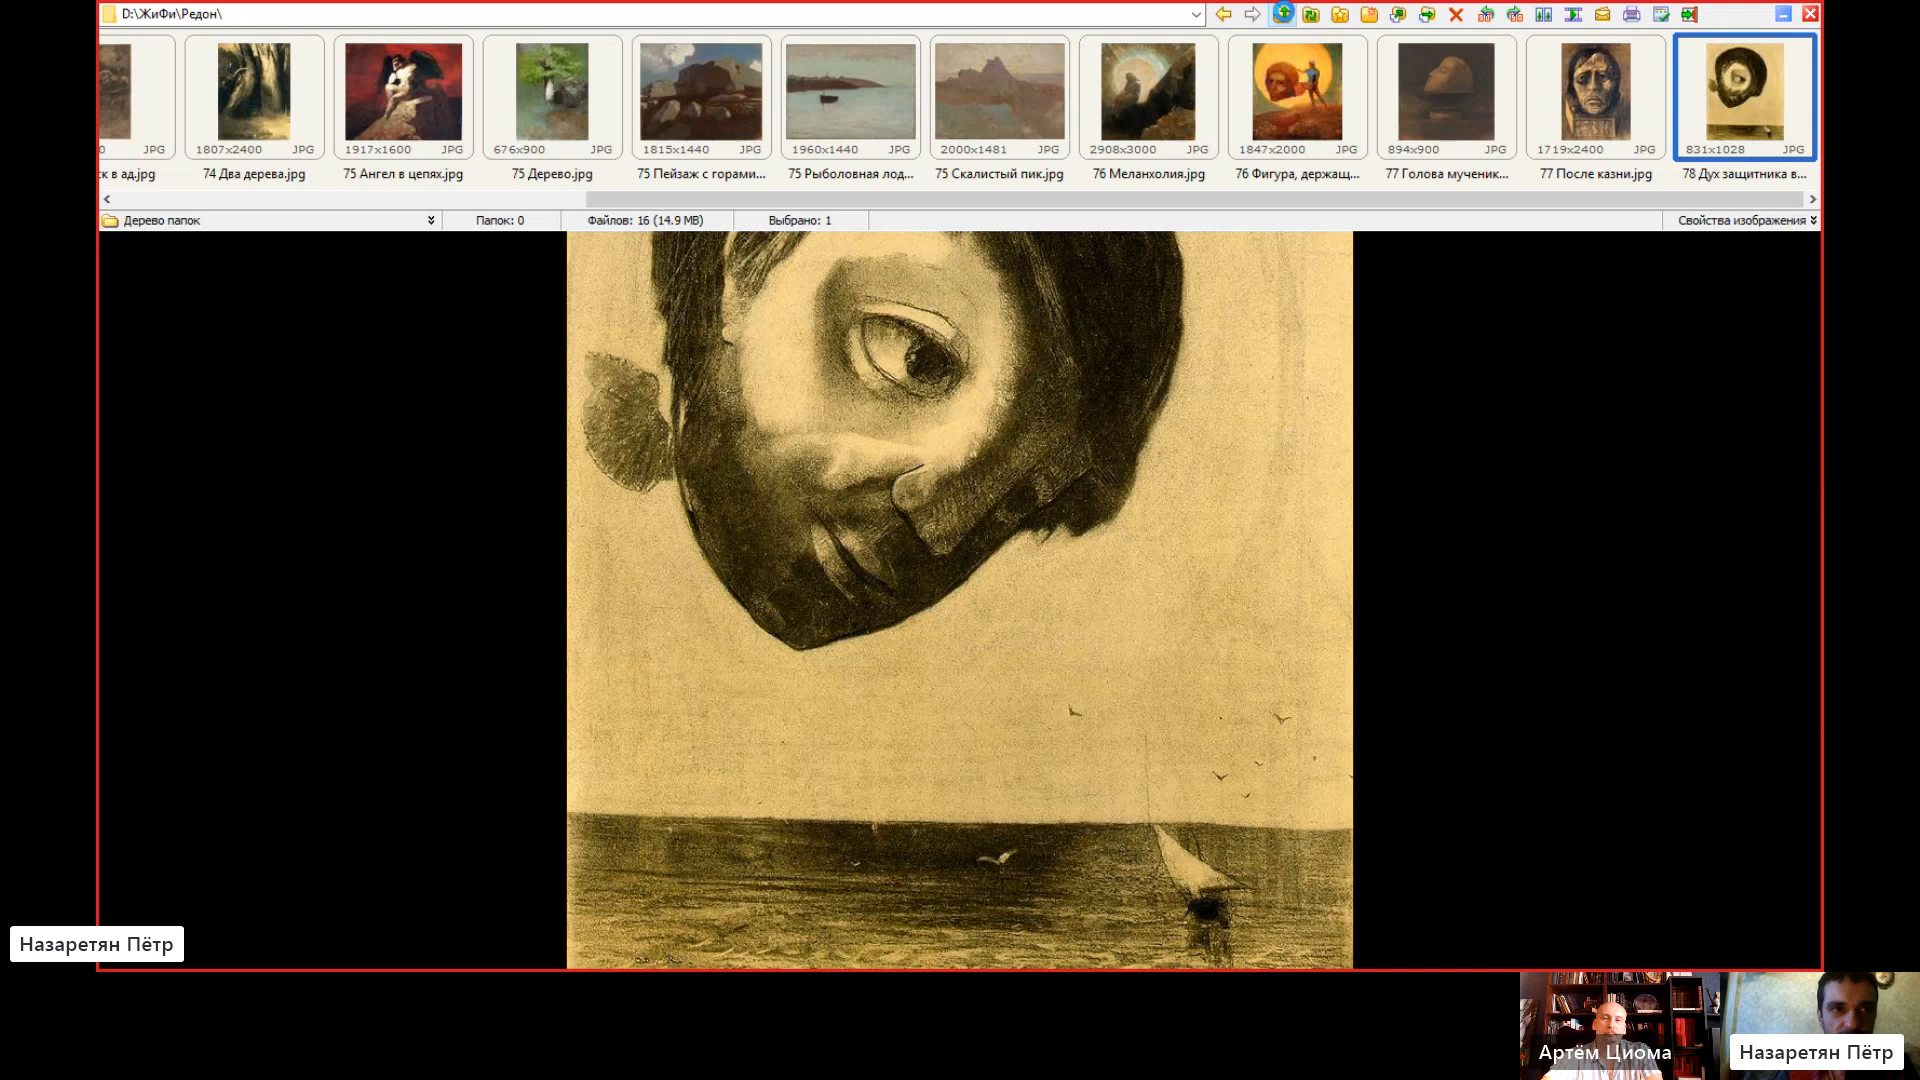 D:\ЖиФи\Редон\
0 JPG
1807x2400 JPG
1917x1600 JPG
676x900 JPG
1815x1440 JPG
1960x1440 JPG
2000x1481 JPG
2908x3000 JPG
1847x2000 JPG
894x900 JPG
1719x2400 JPG
831x1028 JPG
ск в ад.jpg
74 Два дерева.jpg
75 Ангел в цепях.jpg
75 Дерево.jpg
75 Пейзаж с горами...
75 Рыболовная лод...
75 Скалистый пик.jpg
76 Меланхолия.jpg
76 Фигура, держащ...
77 Голова мученик...
77 После казни.jpg
78 Дух защитника в...
Дерево папок
Папок: 0
Файлов: 16 (14.9 MB)
Выбрано: 1
Свойства изображения
Назаретян Пётр
Артём Циома
Назаретян Пётр